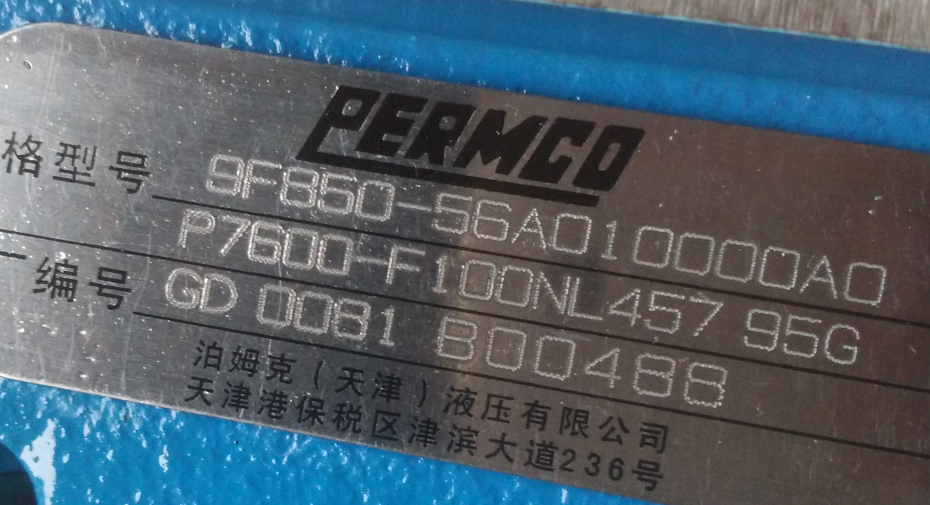 PERMCO
格型号 9F850-56A010000A0
P7600-F100NL457 95G
编号 GD 0081 B00488
泊姆克（天津）液压有限公司
天津港保税区津滨大道236号